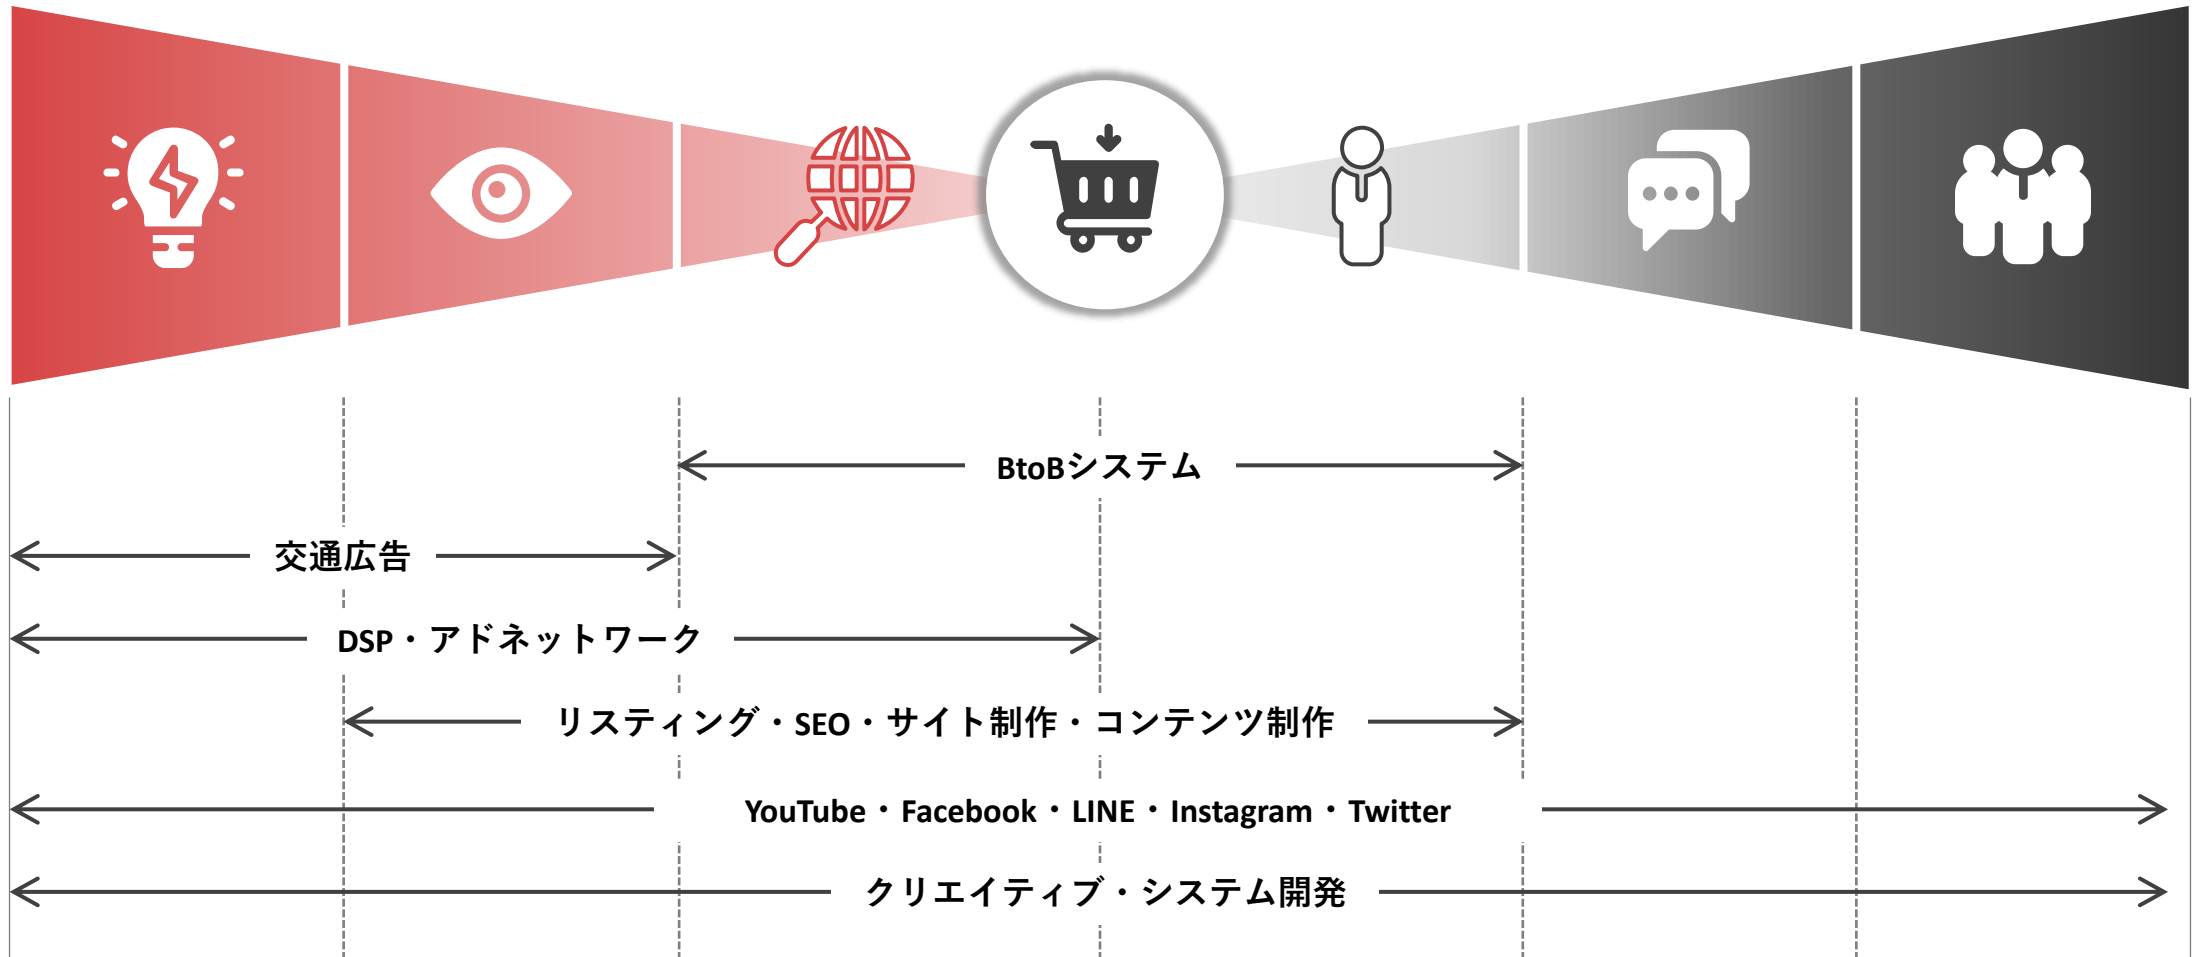 BtoBシステム
交通広告
DSP・アドネットワーク
リスティング・SEO・サイト制作・コンテンツ制作
YouTube・Facebook・LINE・Instagram・Twitter
クリエイティブ・システム開発